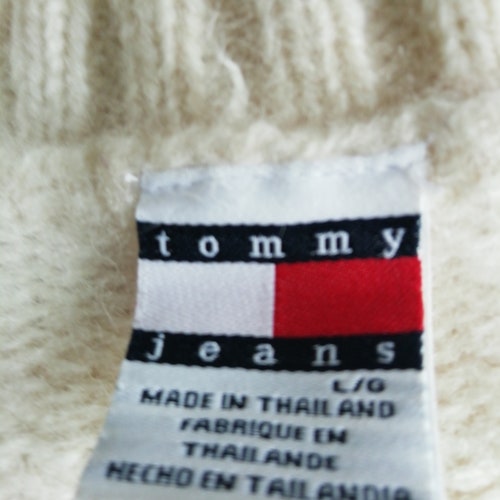 tommy
jeans
L/G
MADE IN THAILAND
FABRIQUE EN
THAILANDE
HECHO EN TAILANDIA